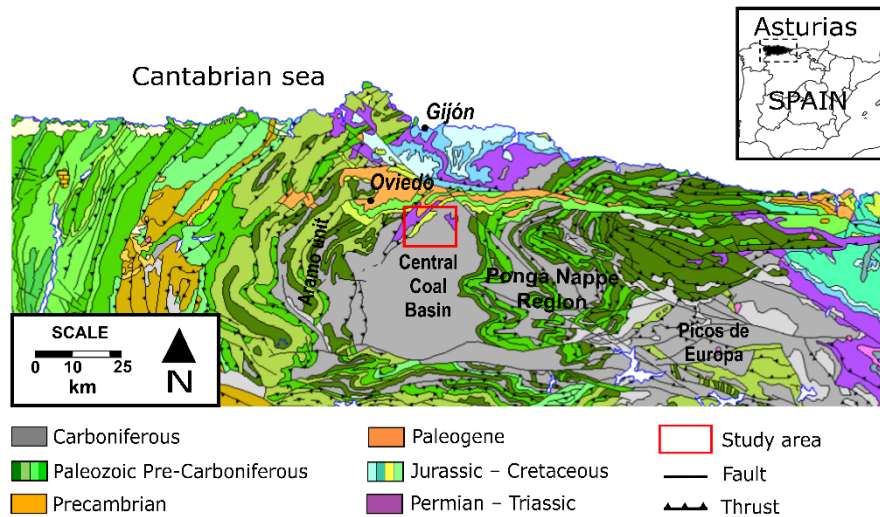 Asturias
SPAIN
Cantabrian sea
Gijón
Oviedo
Aramo unit
Central
Coal
Basin
Ponga Nappe
Region
Picos de
Europa
SCALE
0 10 25
km
N
Carboniferous
Paleozoic Pre-Carboniferous
Precambrian
Paleogene
Jurassic – Cretaceous
Permian – Triassic
Study area
Fault
Thrust